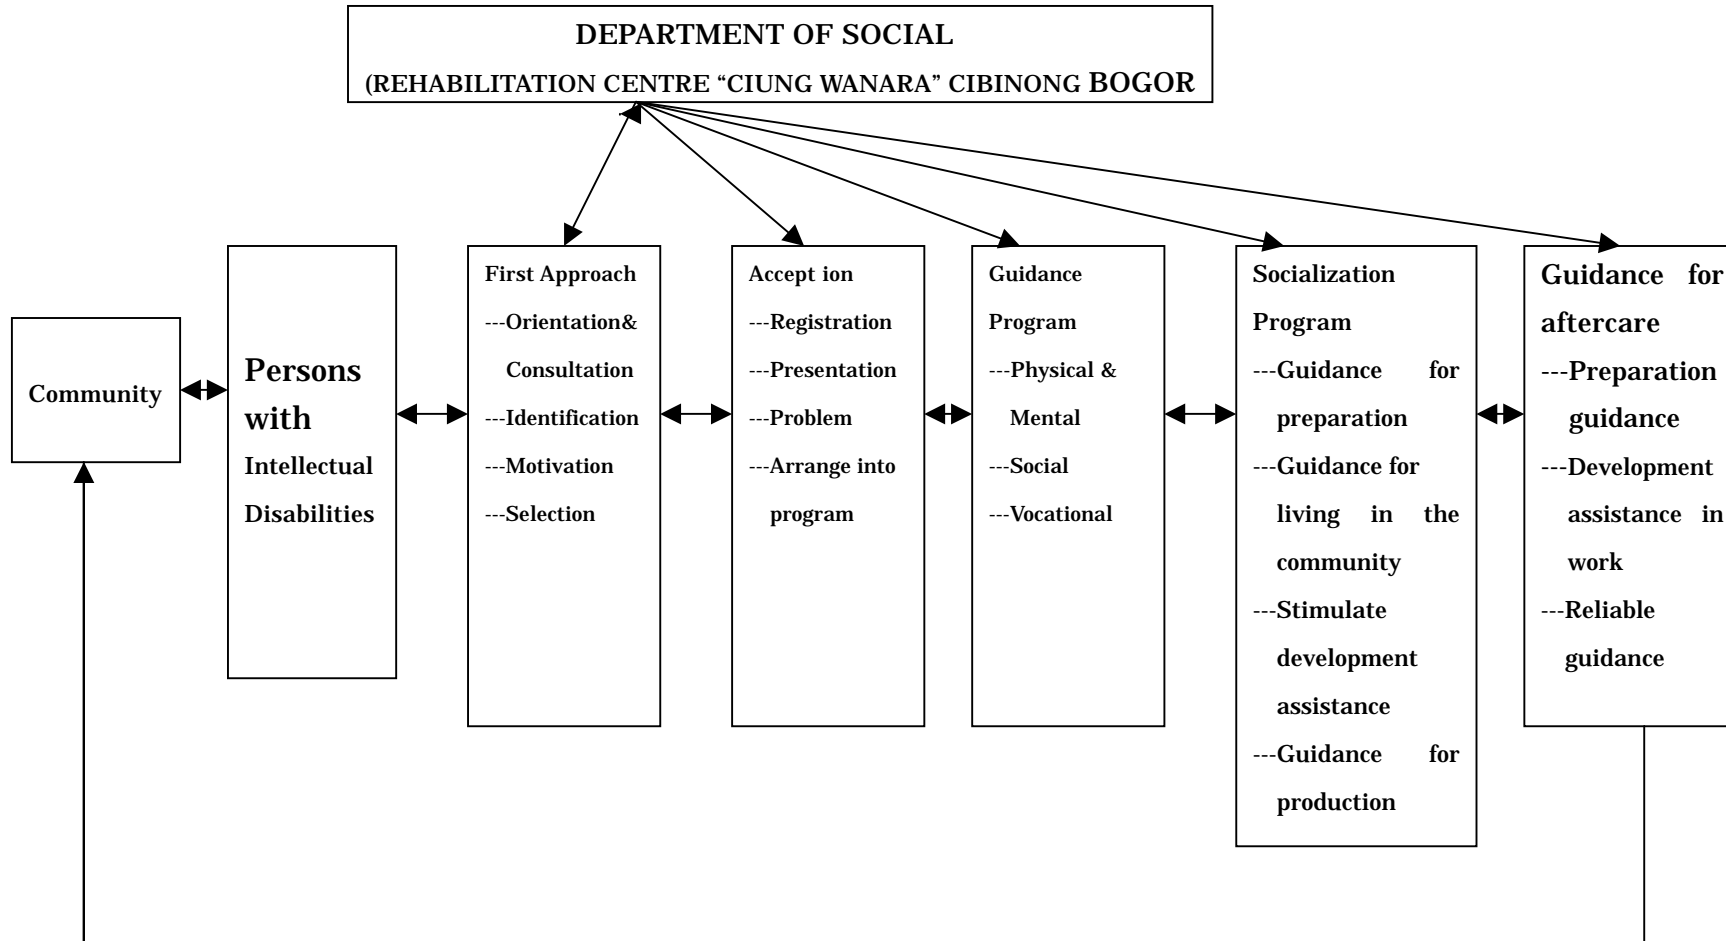 DEPARTMENT OF SOCIAL
(REHABILITATION CENTRE “CIUNG WANARA” CIBINONG BOGOR
Community
Persons
with
Intellectual
Disabilities
First Approach
---Orientation&
Consultation
---Identification
---Motivation
---Selection
Accept ion
---Registration
---Presentation
---Problem
---Arrange into
program
Guidance
Program
---Physical &
Mental
---Social
---Vocational
Socialization
Program
---Guidance for
preparation
---Guidance for
living in the
community
---Stimulate
development
assistance
---Guidance for
production
Guidance for
aftercare
---Preparation
guidance
---Development
assistance in
work
---Reliable
guidance